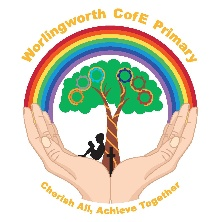 Worlingworth CofE Primary
Cherish All, Achieve Together